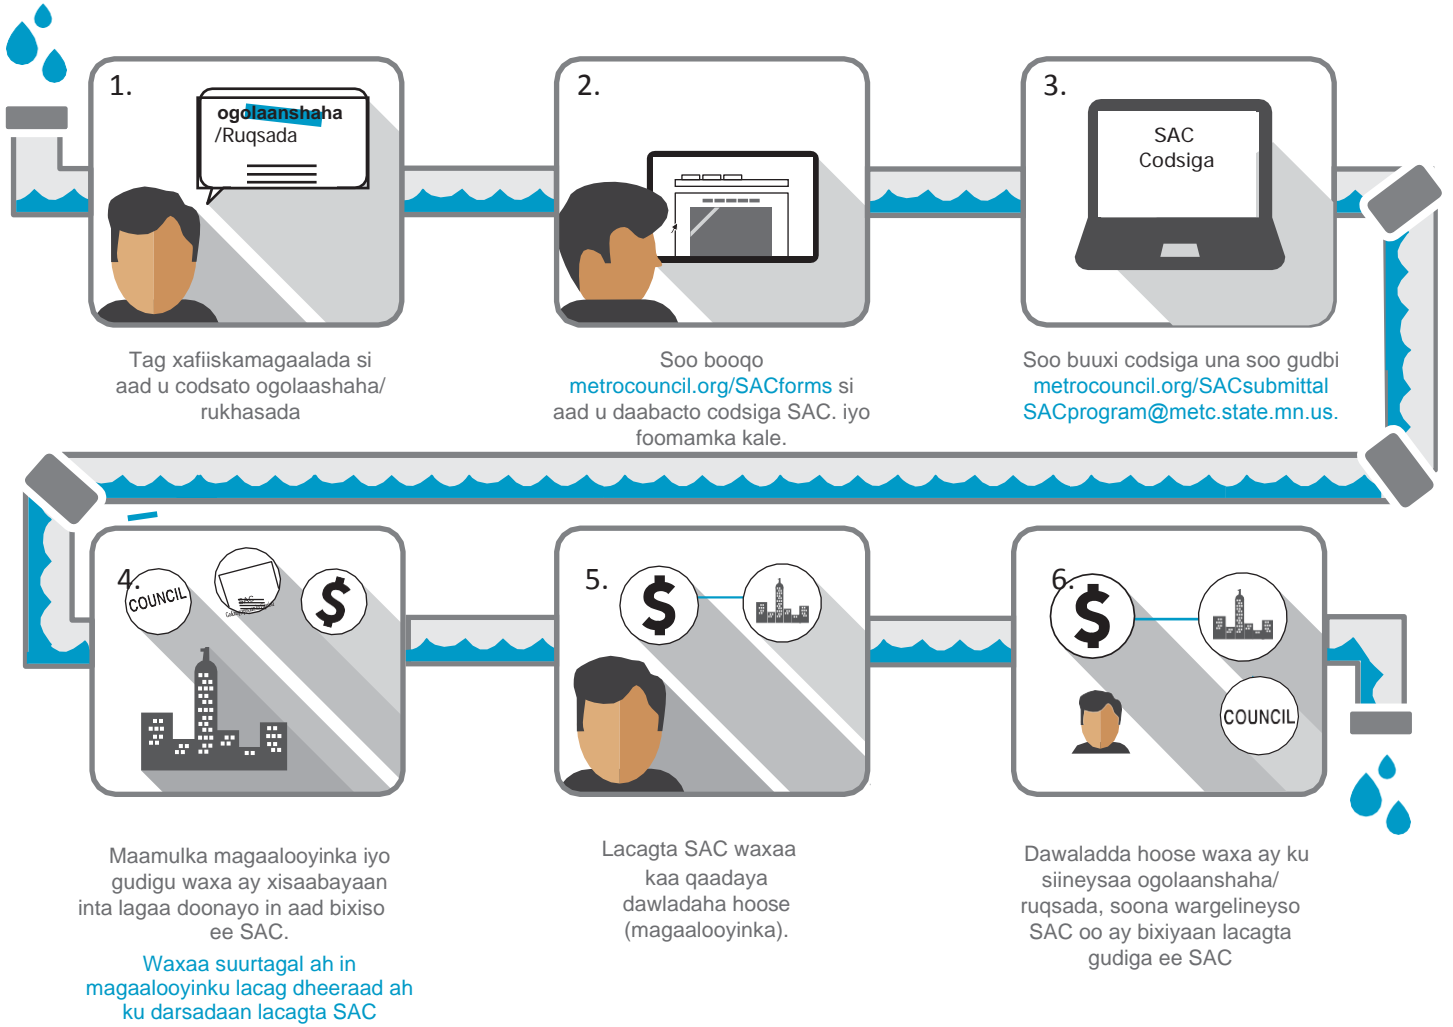 1.
ogolaanshaha
/Ruqsada
Tag xafiiskamagaalada si
aad u codsato ogolaashaha/
rukhasada
2.
Soo booqo
metrocouncil.org/SACforms si
aad u daabacto codsiga SAC. iyo
foomamka kale.
3.
SAC
Codsiga
Soo buuxi codsiga una soo gudbi
metrocouncil.org/SACsubmittal
SACprogram@metc.state.mn.us.
4.
COUNCIL
SAC
$
Maamulka magaalooyinka iyo
gudigu waxa ay xisaabayaan
inta lagaa doonayo in aad bixiso
ee SAC.
Waxaa suurtagal ah in
magaalooyinku lacag dheeraad ah
ku darsadaan lacagta SAC
5.
$
Lacagta SAC waxaa
kaa qaadaya
dawladaha hoose
(magaalooyinka).
6.
$
COUNCIL
Dawaladda hoose waxa ay ku
siineysaa ogolaanshaha/
ruqsada, soona wargelineyso
SAC oo ay bixiyaan lacagta
gudiga ee SAC